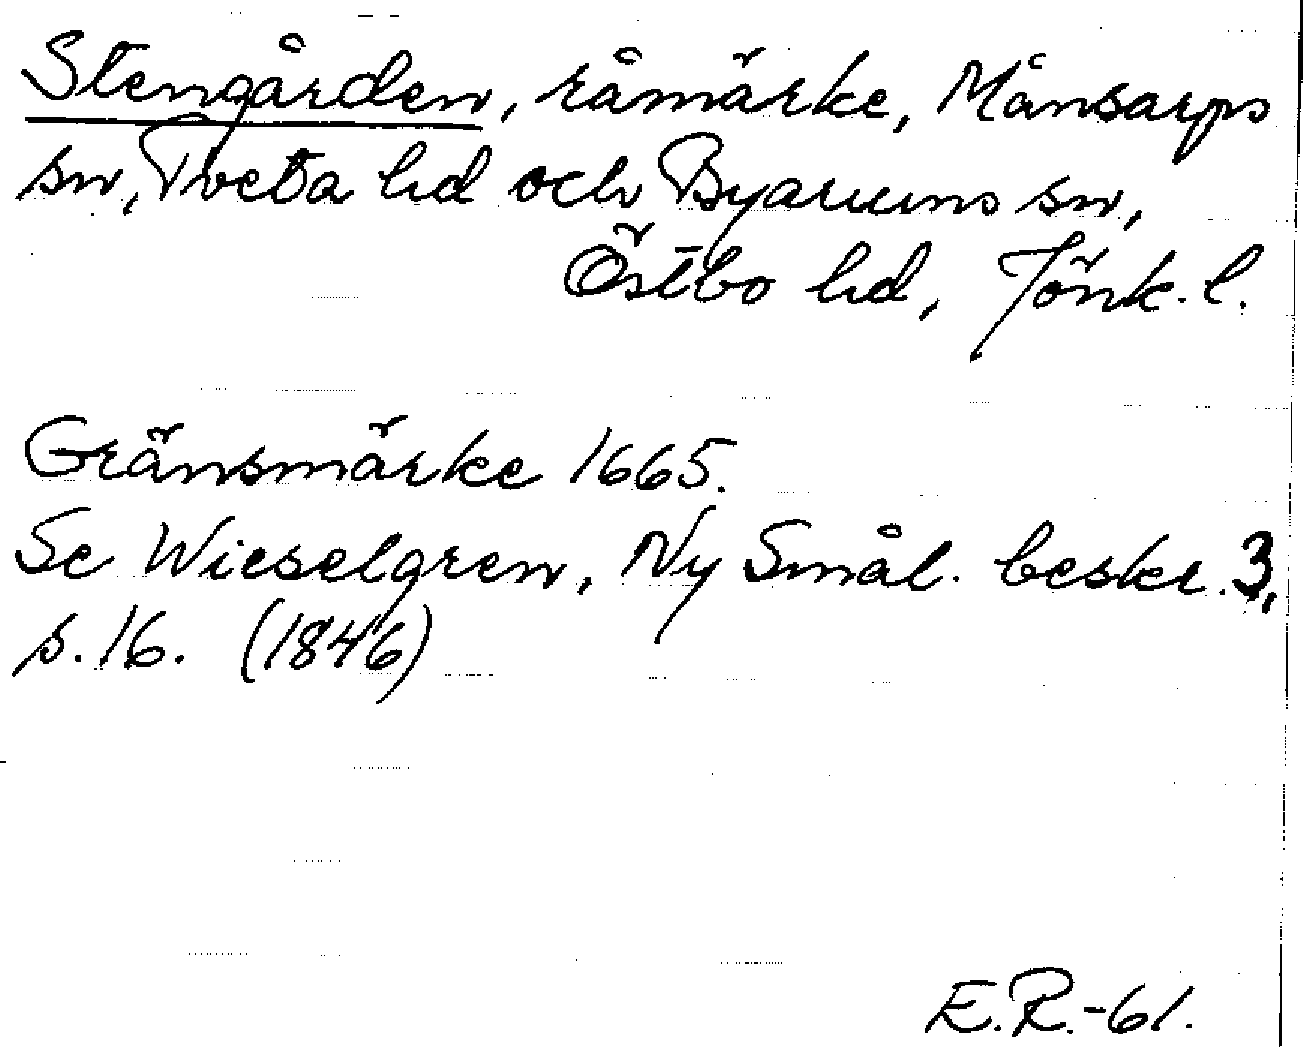 Stengården, råmärke, Månsarps
sn, Tveta hd och Byarums sn,
Östbo hd, Jönk. l.
Gränsmärke 1665.
Se Wieselgren, Ny Smål. beskr. 3,
s. 16. (1846)
E.R.-61.